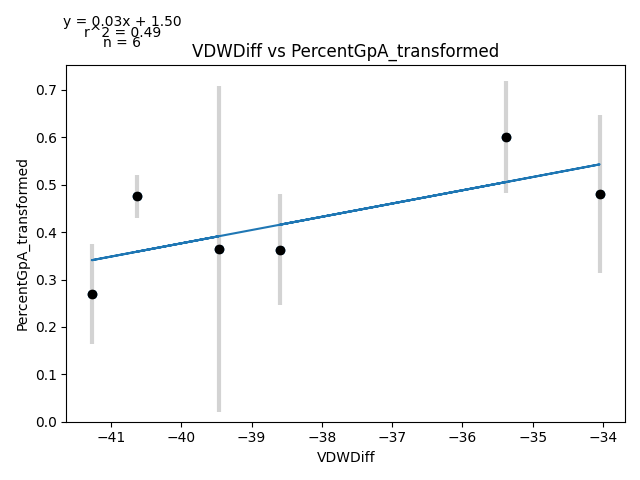 y = 0.03x + 1.50
r^2 = 0.49
n = 6
VDWDiff vs PercentGpA_transformed
PercentGpA_transformed
0.7
0.6
0.5
0.4
0.3
0.2
0.1
0.0
−41 −40 −39 −38 −37 −36 −35 −34
VDWDiff